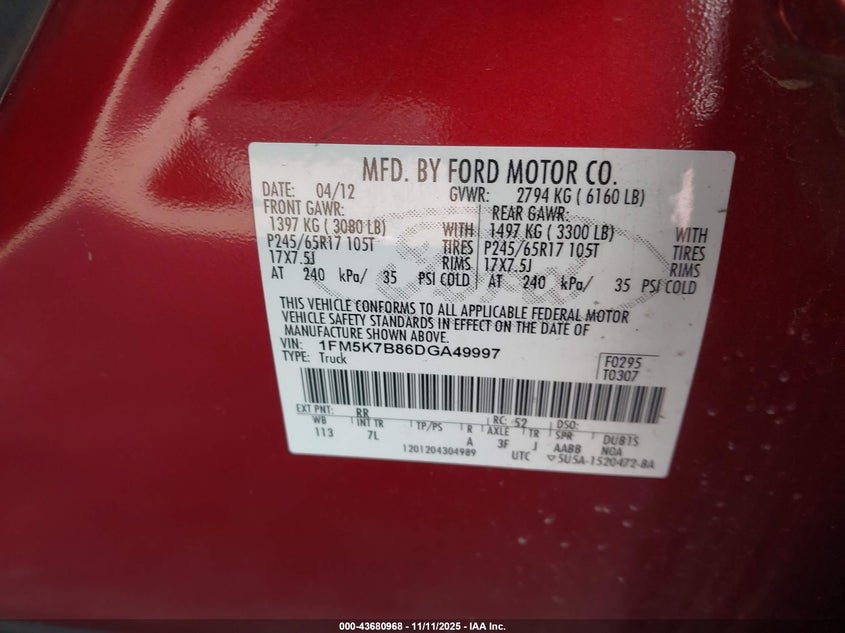 MFD. BY FORD MOTOR CO.
DATE: 04/12 GVWR: 2794 KG ( 6160 LB)
FRONT GAWR: REAR GAWR:
1397 KG ( 3080 LB) WITH 1497 KG ( 3300 LB) WITH
P245/65R17 105T TIRES P245/65R17 105T TIRES
17X7.5J RIMS 17X7.5J RIMS
AT 240 kPa/ 35 PSI COLD AT 240 kPa/ 35 PSI COLD
THIS VEHICLE CONFORMS TO ALL APPLICABLE FEDERAL MOTOR
VEHICLE SAFETY STANDARDS IN EFFECT ON THE DATE OF
MANUFACTURE SHOWN ABOVE.
VIN: 1FM5K7B86DGA49997
TYPE: Truck
F0295
T0307
EXT PNT: RR RC: 52 DSO:
WB INT TR TP/PS R AXLE TR SPR DUB1S
113 7L A 3F J AABB NOA
1201204304989 UTC 5U5A-1520472-BA
000-43680968 - 11/11/2025 - IAA Inc.